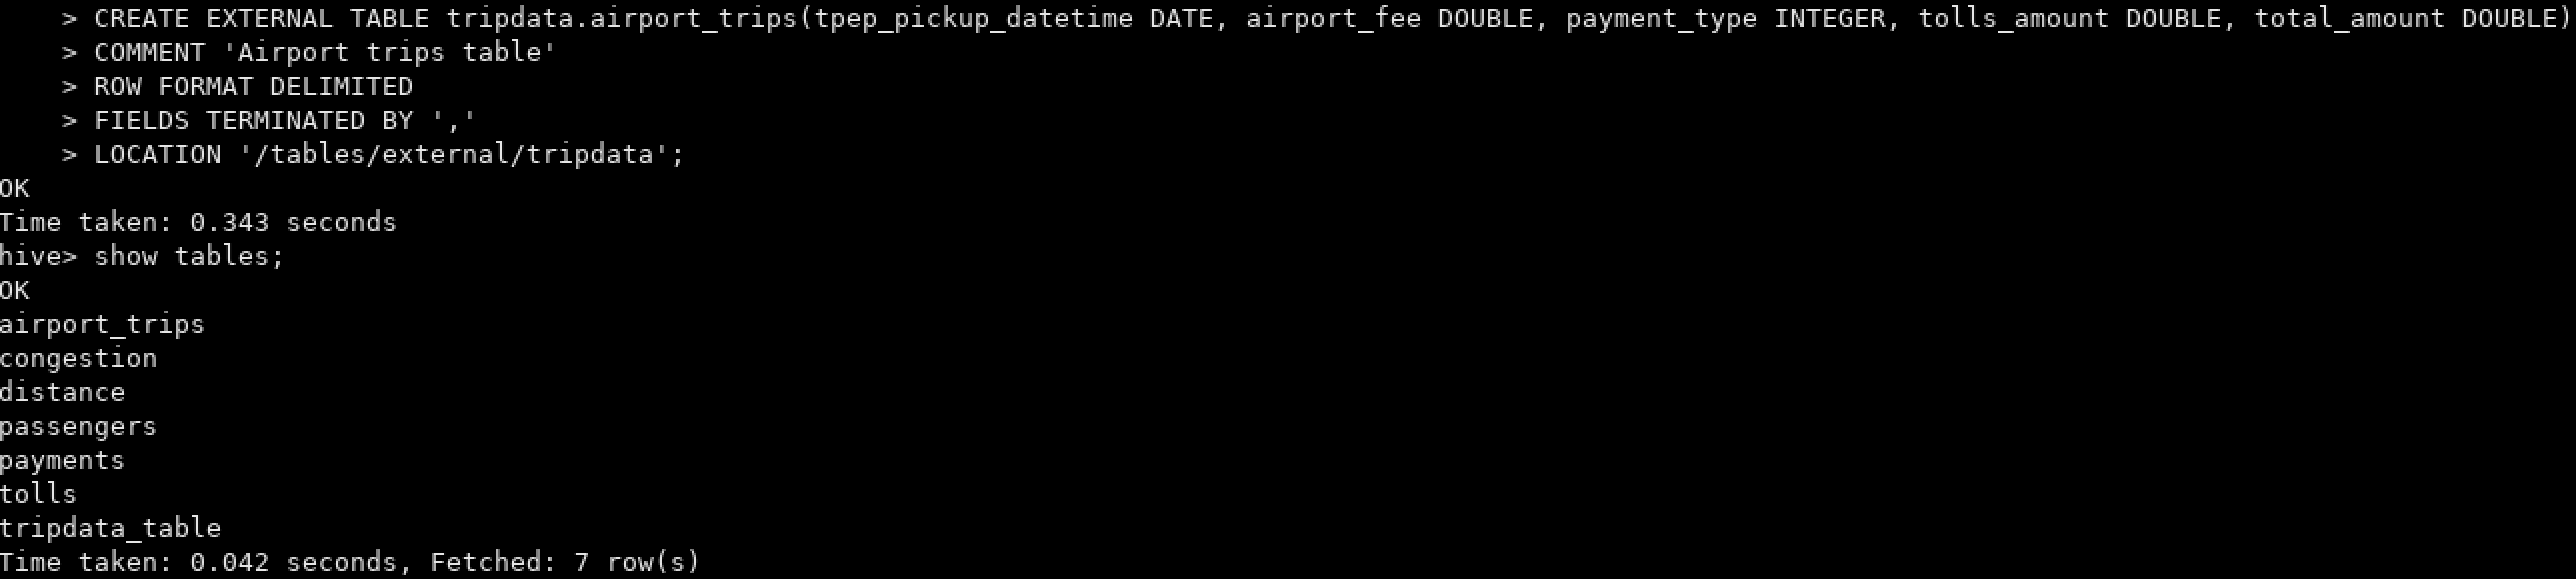 > CREATE EXTERNAL TABLE tripdata.airport_trips(tpep_pickup_datetime DATE, airport_fee DOUBLE, payment_type INTEGER, tolls_amount DOUBLE, total_amount DOUBLE)
> COMMENT 'Airport trips table'
> ROW FORMAT DELIMITED
> FIELDS TERMINATED BY ','
> LOCATION '/tables/external/tripdata';
OK
Time taken: 0.343 seconds
hive> show tables;
OK
airport_trips
congestion
distance
passengers
payments
tolls
tripdata_table
Time taken: 0.042 seconds, Fetched: 7 row(s)